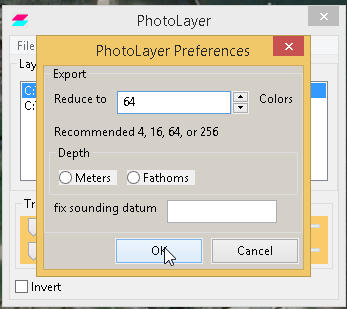 PhotoLayer
File
PhotoLayer Preferences
Lay
Export
Reduce to 64 Colors
C:
C:
Recommended 4, 16, 64, or 256
Depth
Meters Fathoms
Tr
fix sounding datum
OK Cancel
Invert